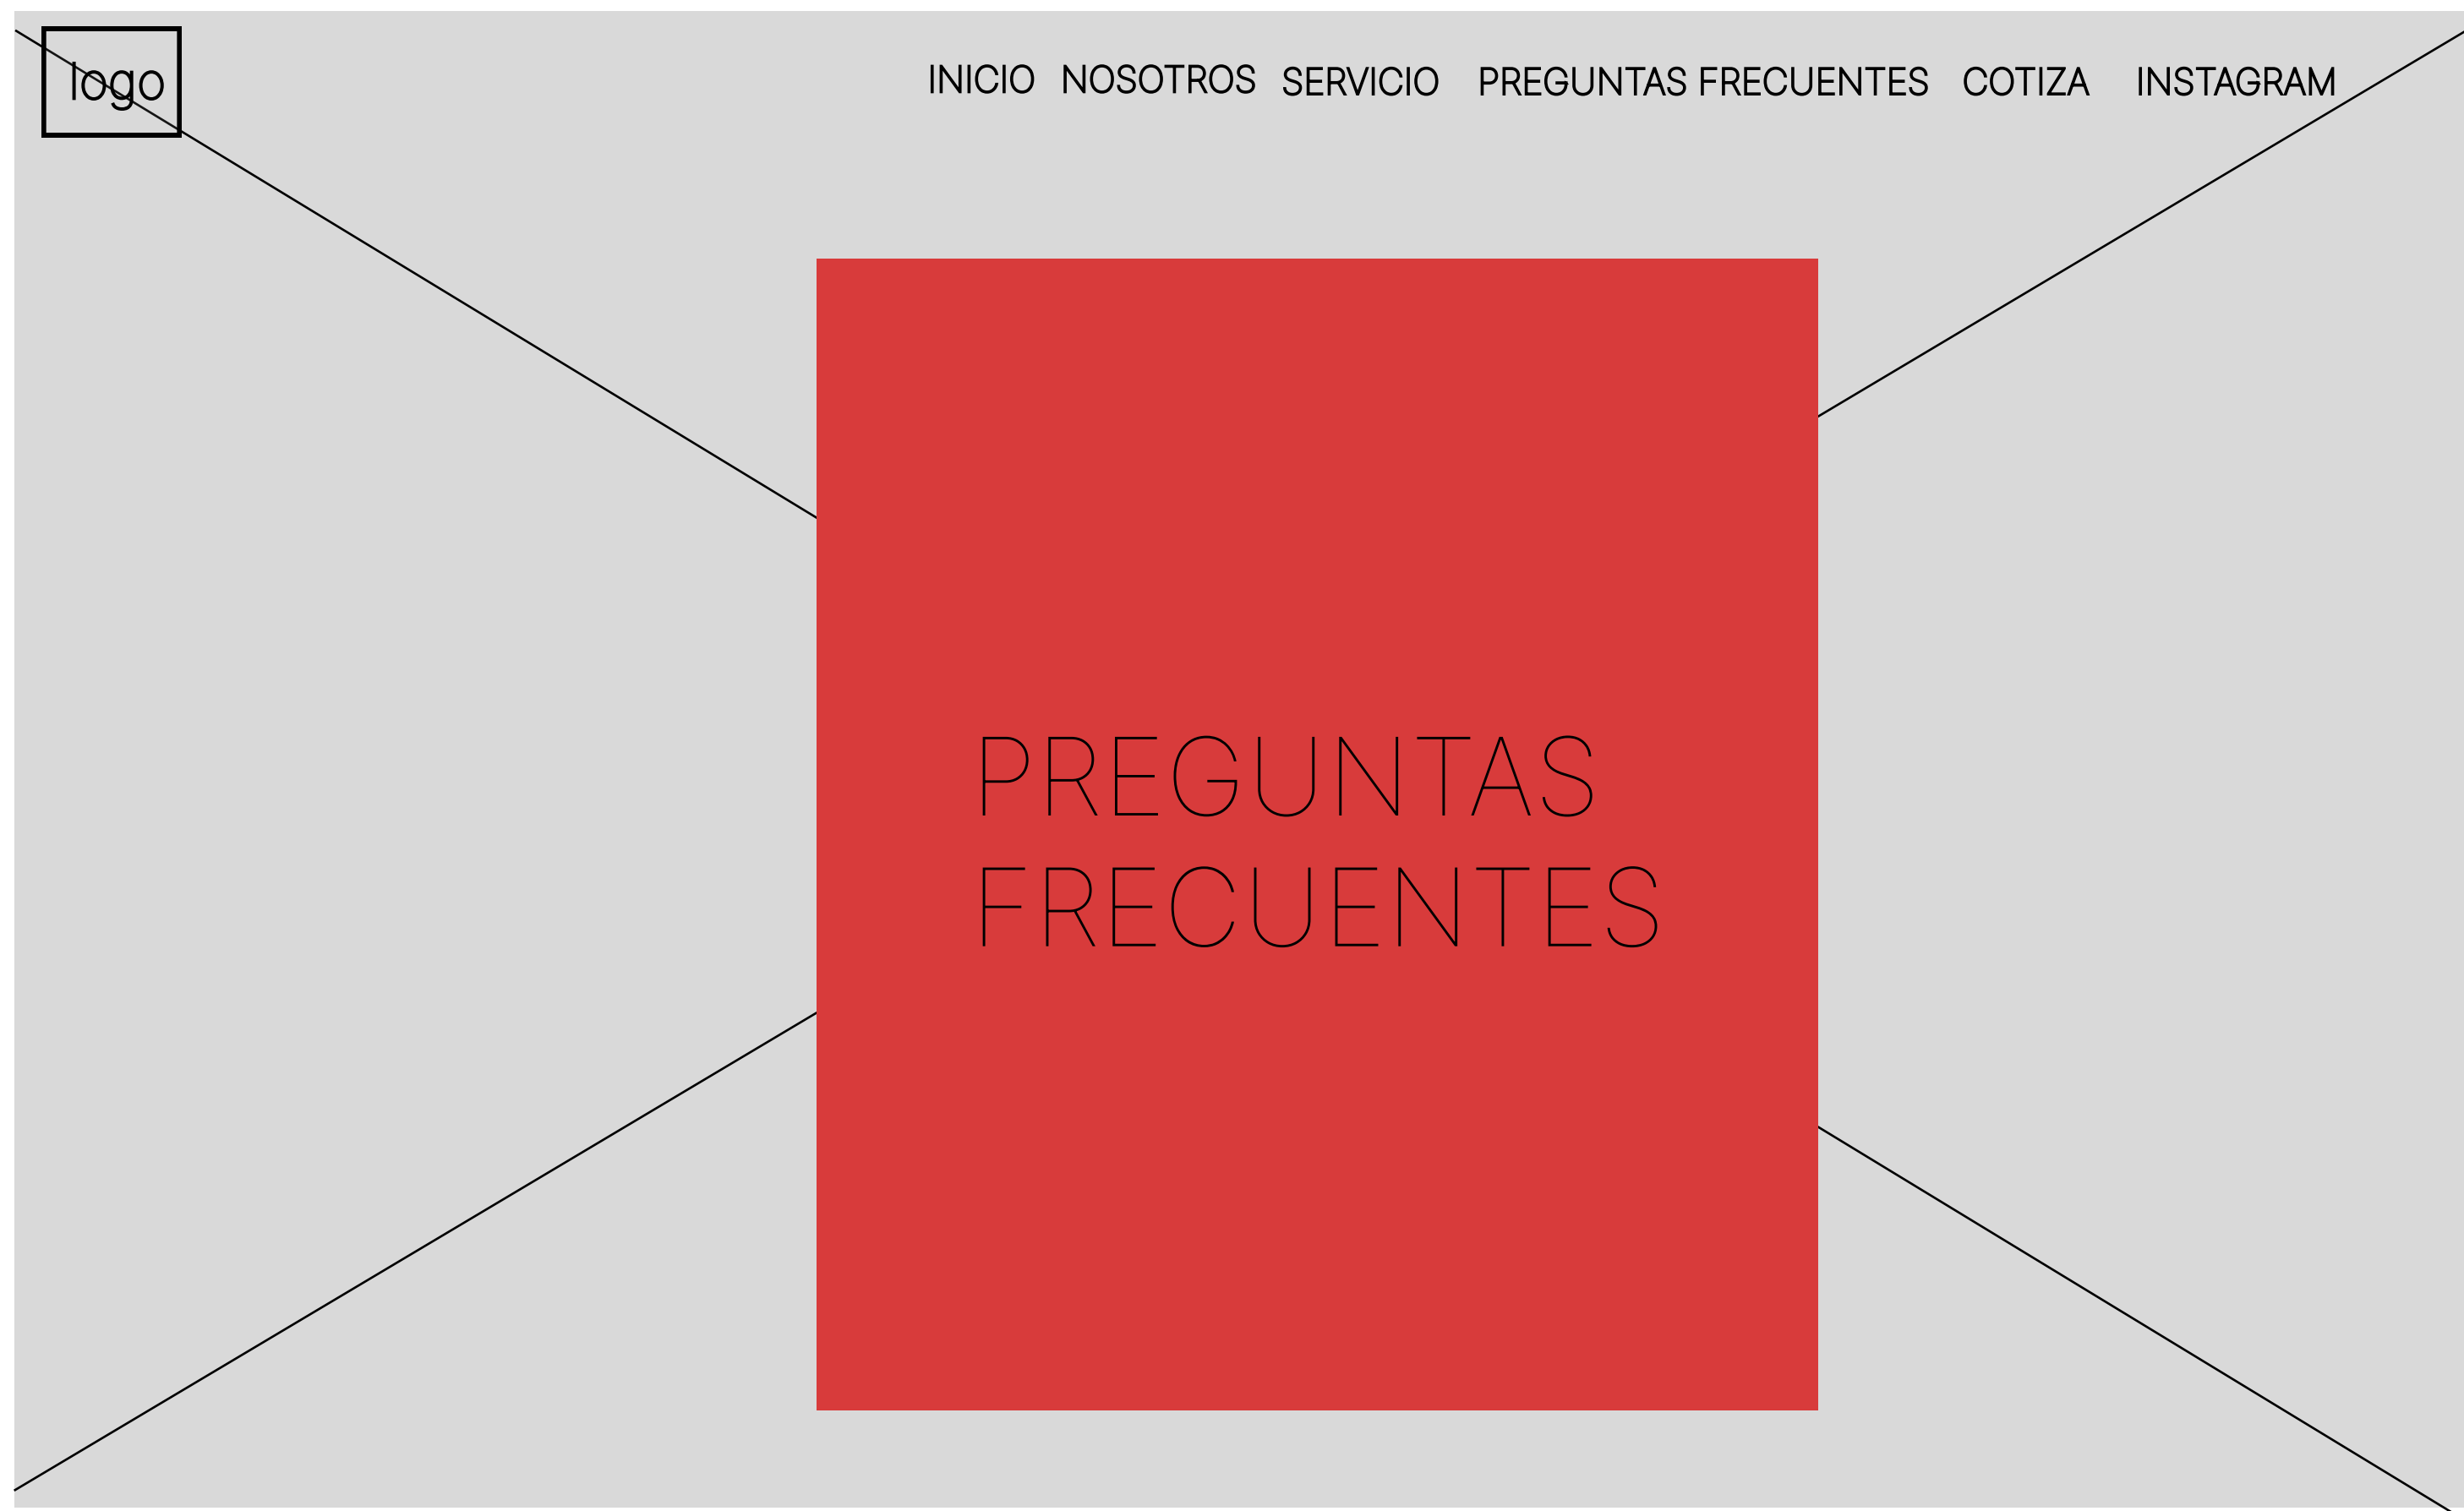 logo
INICIO NOSOTROS SERVICIO PREGUNTAS FRECUENTES COTIZA INSTAGRAM
PREGUNTAS
FRECUENTES